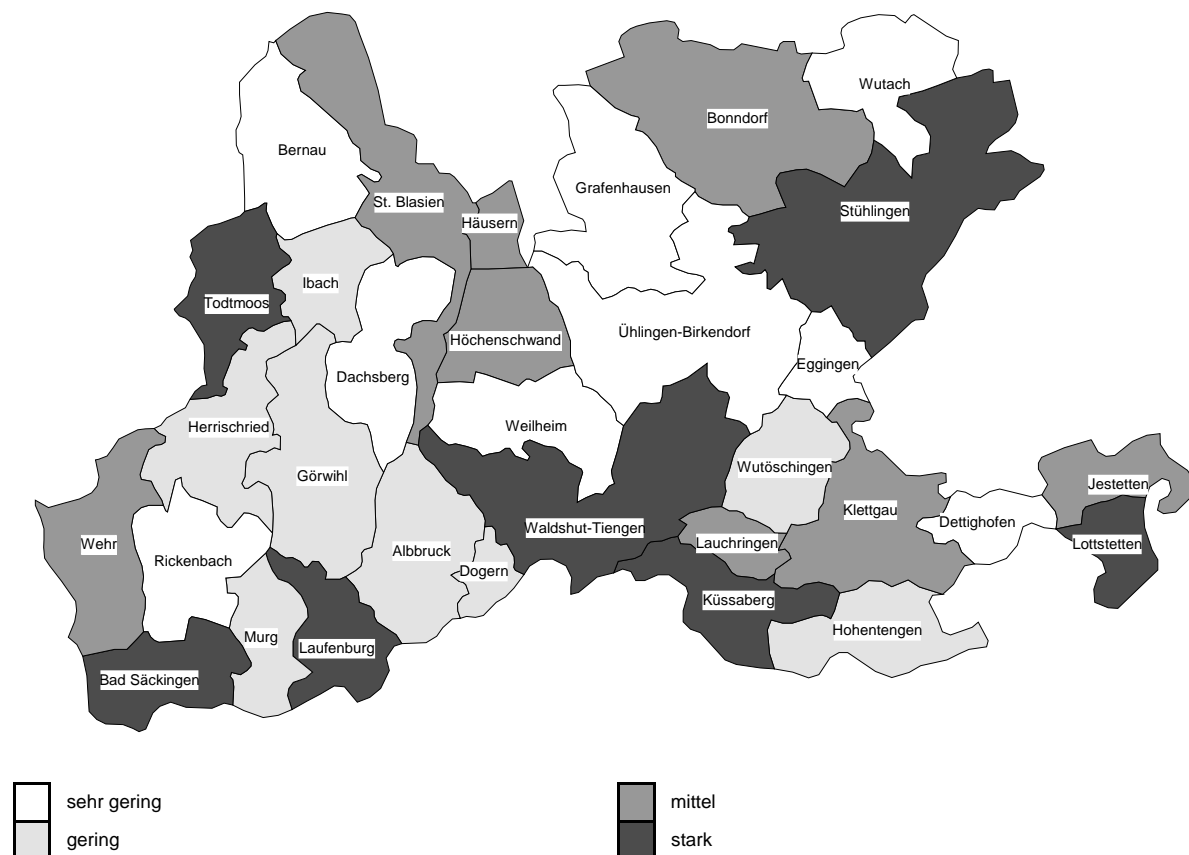 Wutach
Bonndorf
Bernau
Grafenhausen
St. Blasien
Stühlingen
Häusern
Ibach
Todtmoos
Ühlingen-Birkendorf
Höchenschwand
Eggingen
Dachsberg
Herrischried
Weilheim
Wutöschingen
Görwihl
Jestetten
Klettgau
Dettighofen
Waldshut-Tiengen
Wehr
Lauchringen
Lottstetten
Albbruck
Rickenbach
Dogern
Küssaberg
Hohentengen
Murg
Laufenburg
Bad Säckingen
sehr gering
mittel
gering
stark